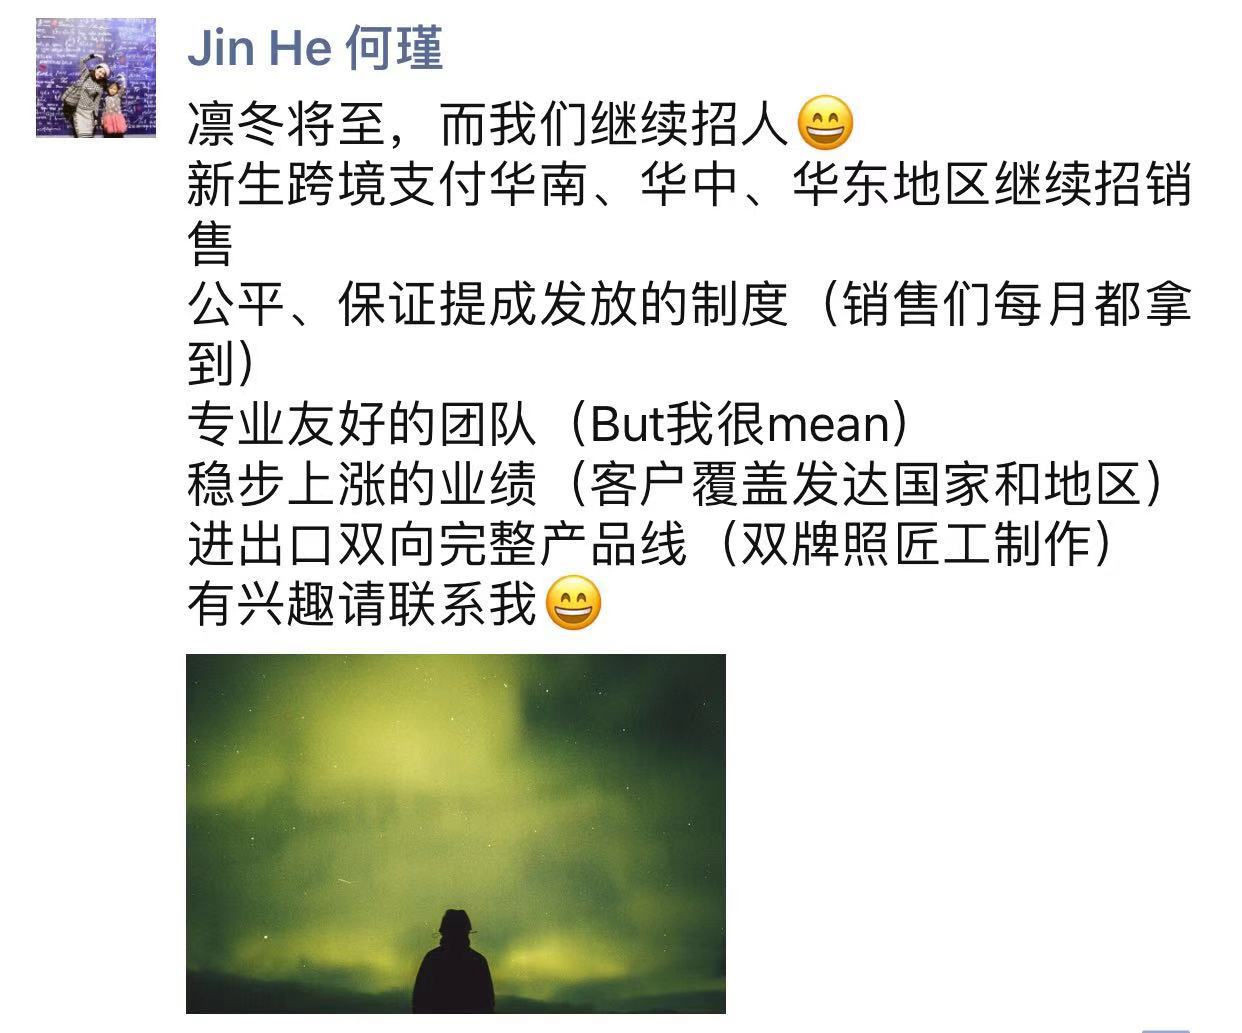 Jin He 何瑾
凛冬将至，而我们继续招人😄
新生跨境支付华南、华中、华东地区继续招销
售
公平、保证提成发放的制度（销售们每月都拿
到）
专业友好的团队（But我很mean）
稳步上涨的业绩（客户覆盖发达国家和地区）
进出口双向完整产品线（双牌照匠工制作）
有兴趣请联系我😄